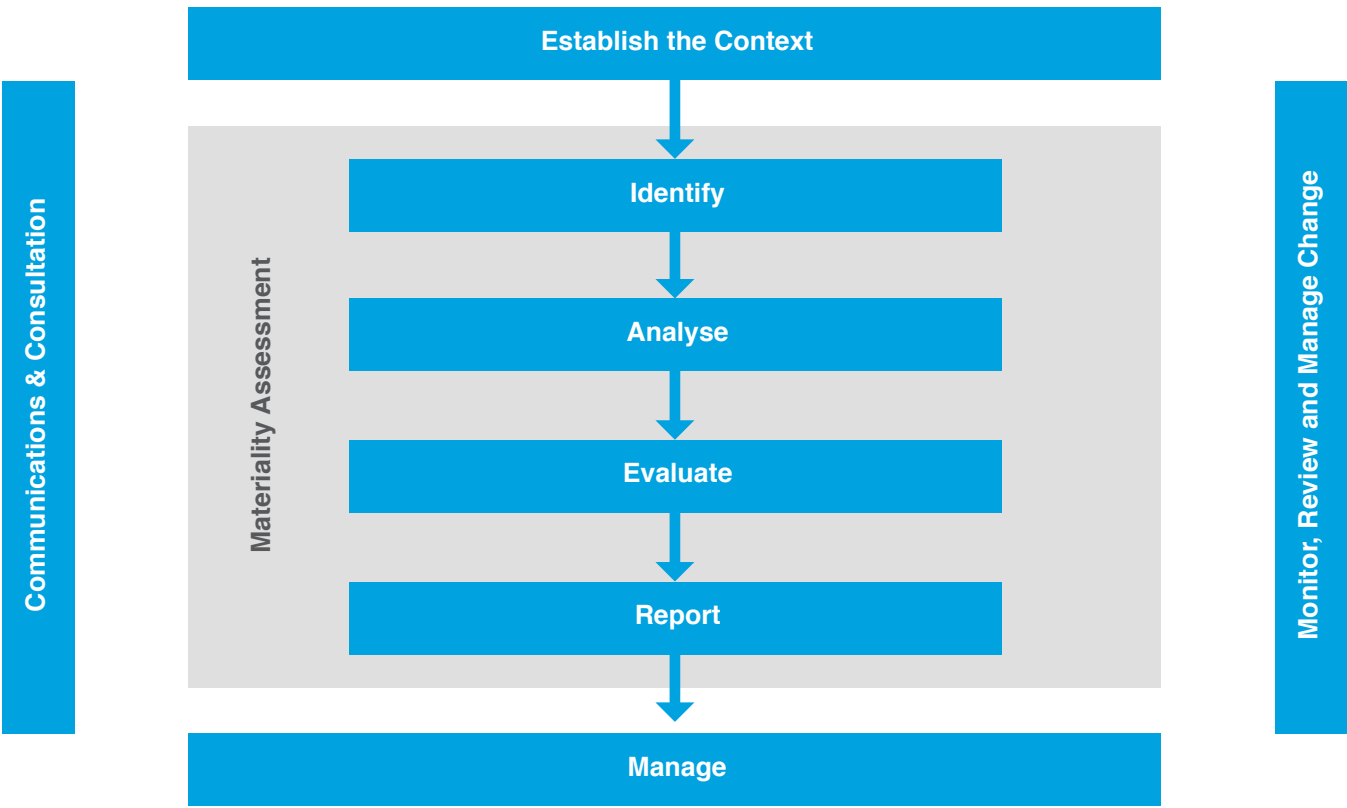 Establish the Context
Communications & Consultation
Materiality Assessment
Identify
Analyse
Evaluate
Report
Manage
Monitor, Review and Manage Change